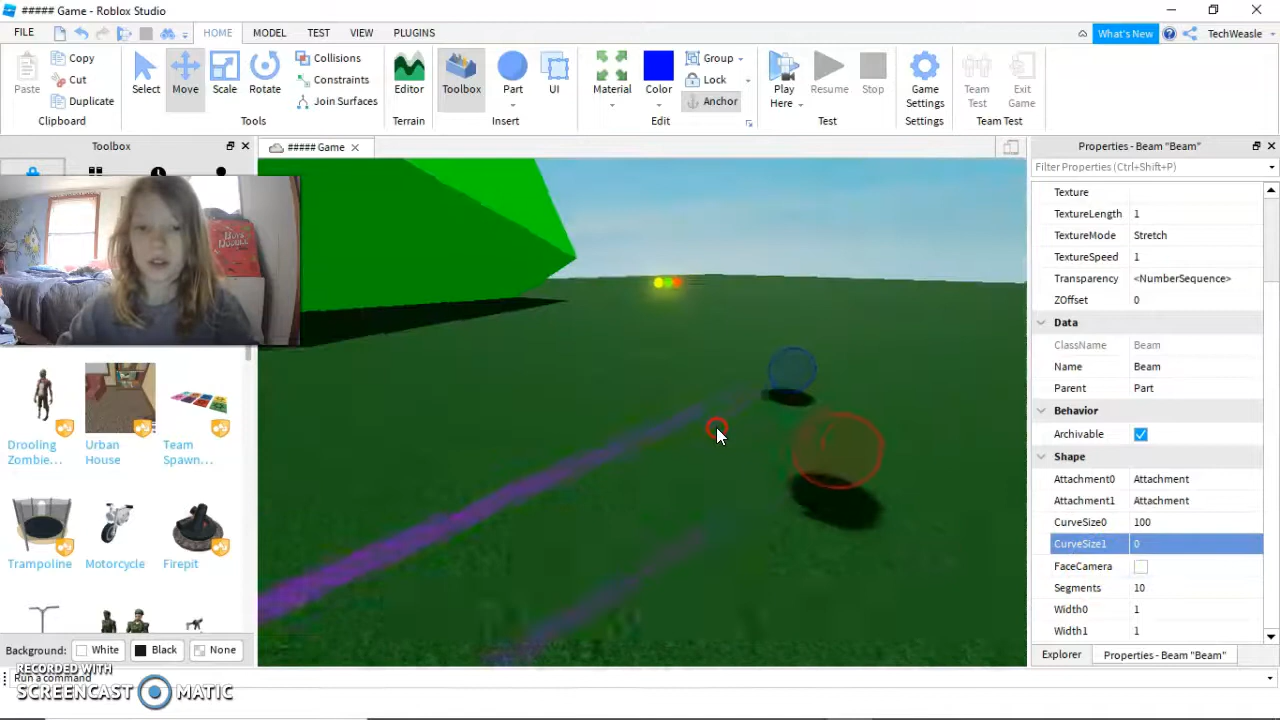 ##### Game - Roblox Studio
FILE HOME MODEL TEST VIEW PLUGINS What's New TechWeasle
Paste Copy Cut Duplicate Clipboard
Select Move Scale Rotate Collisions Constraints Join Surfaces Tools
Editor Terrain
Toolbox Part UI Insert
Material Color Group Lock Anchor Edit
Play Here Resume Stop Test
Game Settings Settings
Team Test Exit Game Team Test
Toolbox
##### Game
Properties - Beam "Beam"
Filter Properties (Ctrl+Shift+P)
Texture
TextureLength 1
TextureMode Stretch
TextureSpeed 1
Transparency <NumberSequence>
ZOffset 0
Data
ClassName Beam
Name Beam
Parent Part
Behavior
Archivable
Shape
Attachment0 Attachment
Attachment1 Attachment
CurveSize0 100
CurveSize1 0
FaceCamera
Segments 10
Width0 1
Width1 1
Explorer Properties - Beam "Beam"
Drooling Zombie... Urban House Team Spawn...
Trampoline Motorcycle Firepit
Background: White Black None
Run a command
RECORDED WITH
SCREENCAST MATIC